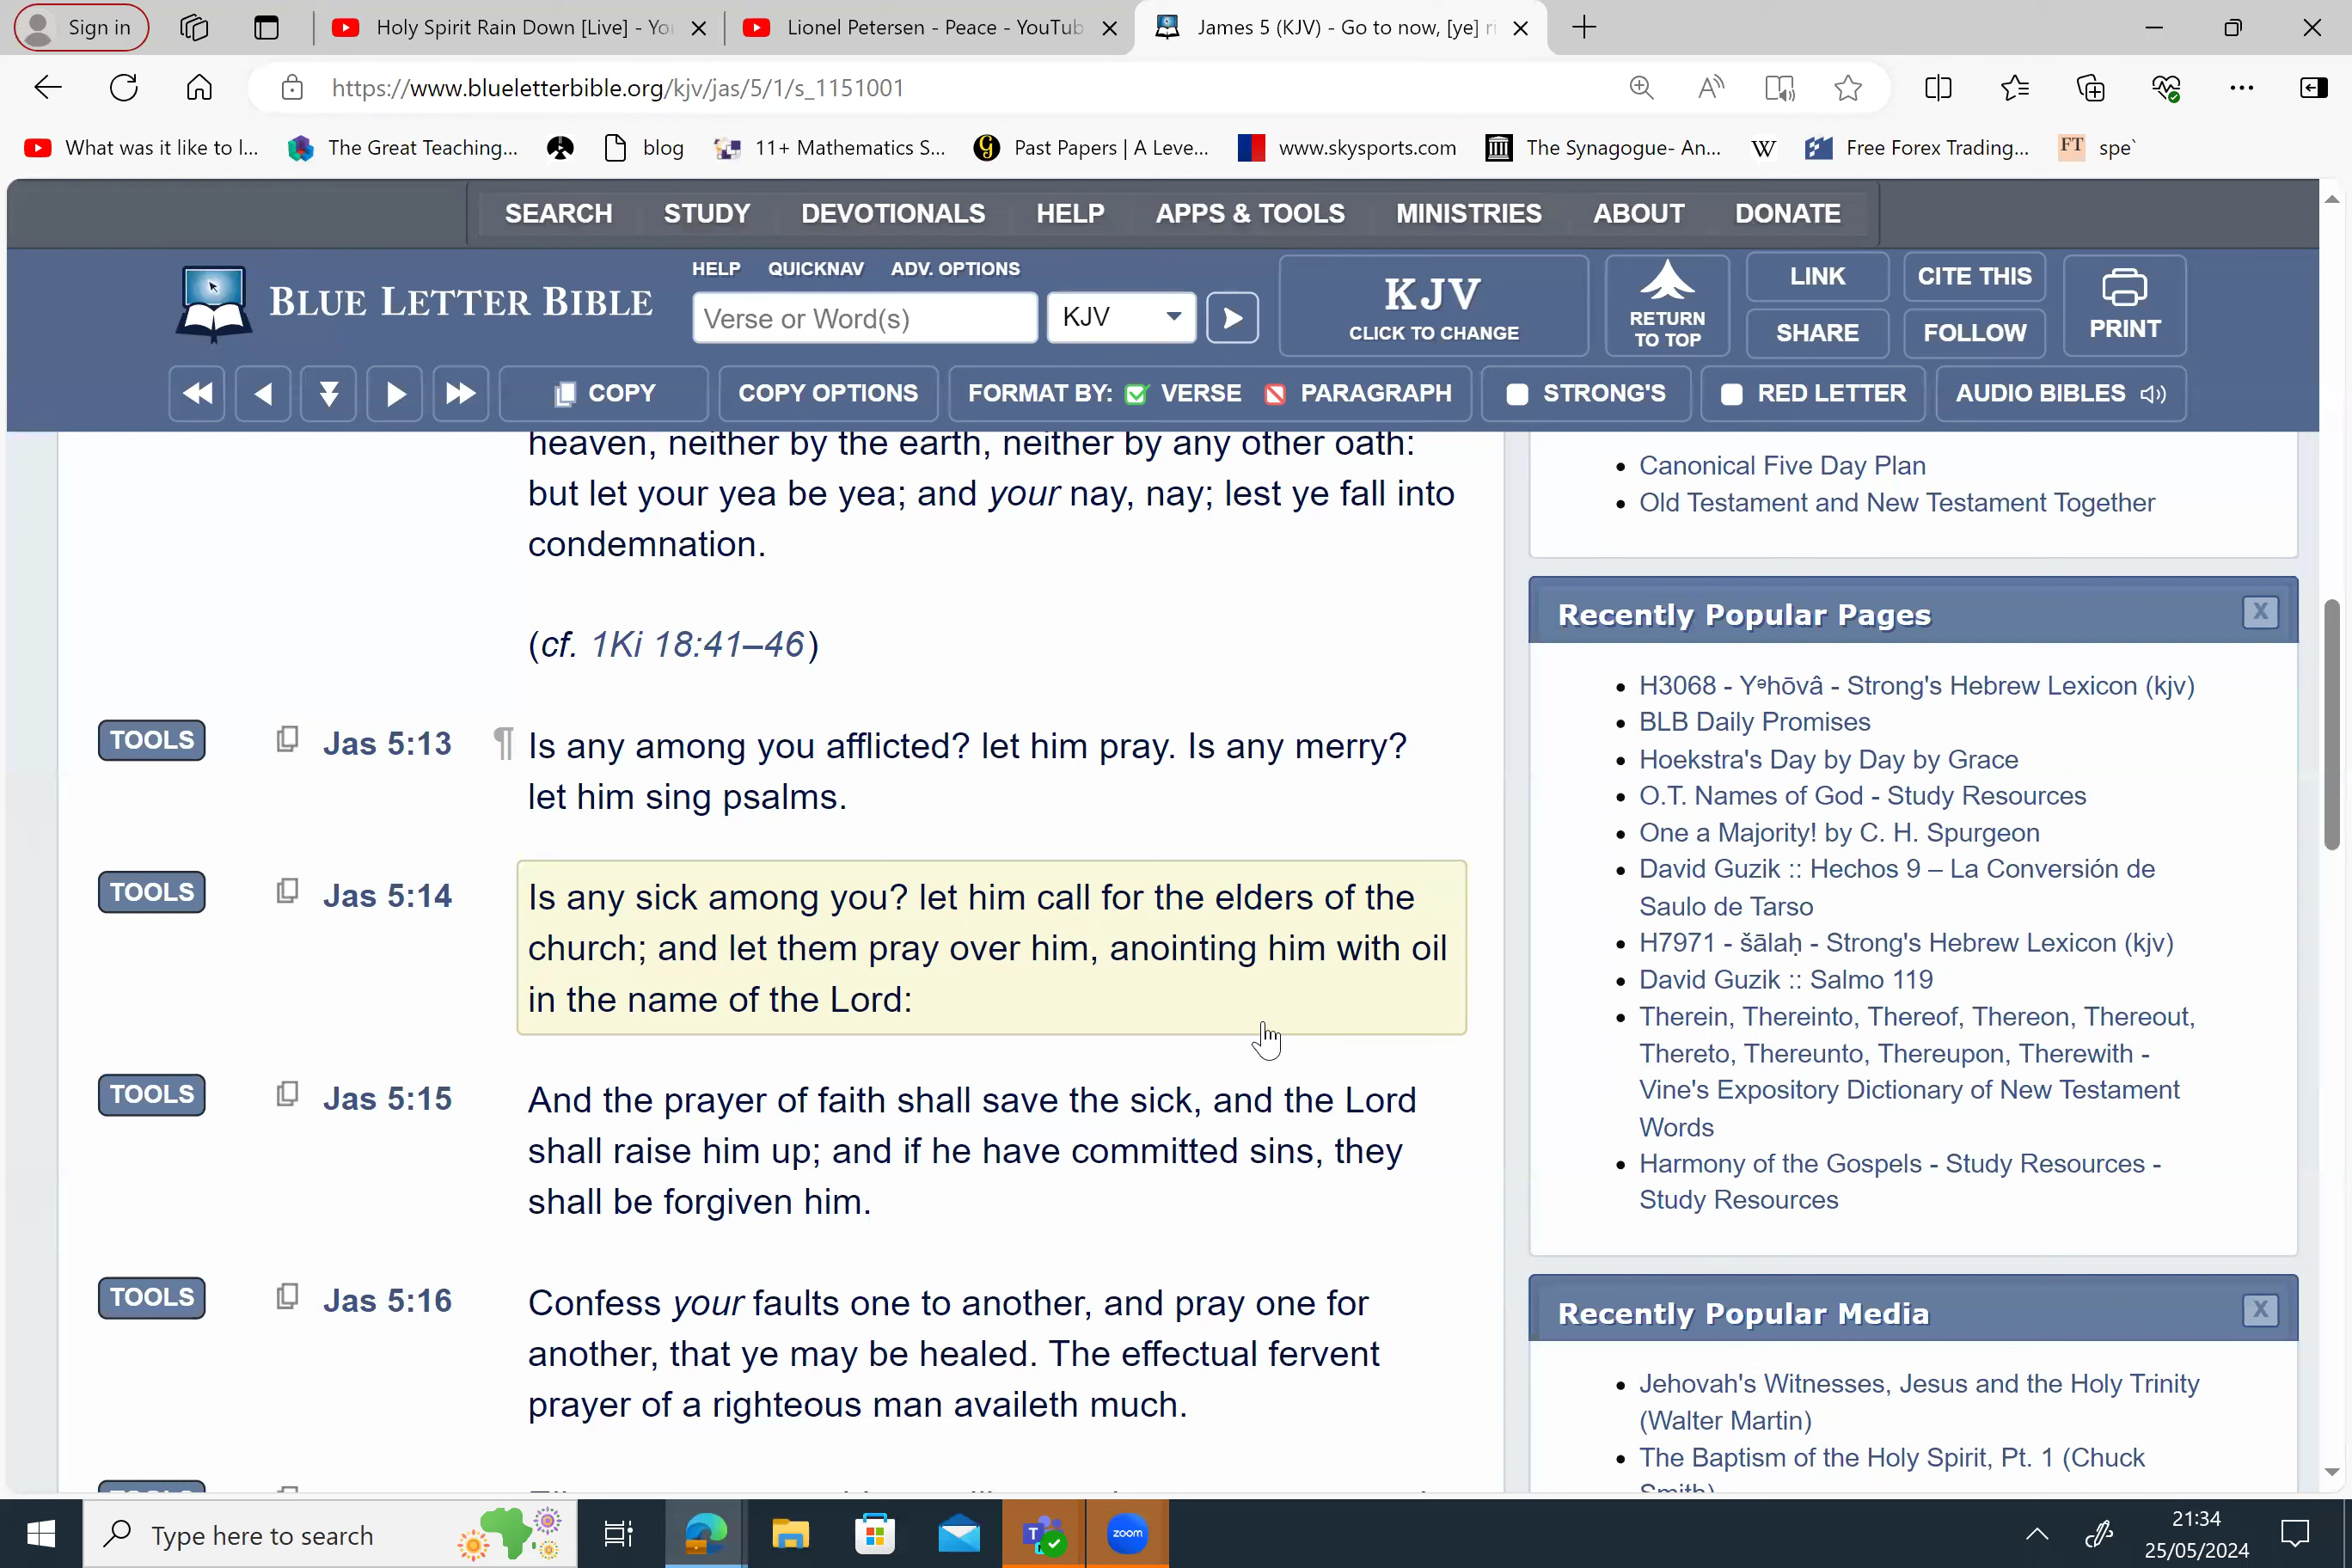 Sign in
Holy Spirit Rain Down [Live] - Yo
Lionel Petersen - Peace - YouTub
James 5 (KJV) - Go to now, [ye] ri
https://www.blueletterbible.org/kjv/jas/5/1/s_1151001
What was it like to l...
The Great Teaching...
blog
11+ Mathematics S...
Past Papers | A Leve...
www.skysports.com
The Synagogue- An...
W
Free Forex Trading...
FT
spe`
SEARCH STUDY DEVOTIONALS HELP APPS & TOOLS MINISTRIES ABOUT DONATE
BLUE LETTER BIBLE
HELP QUICKNAV ADV. OPTIONS
Verse or Word(s)
KJV
KJV
CLICK TO CHANGE
RETURN
TO TOP
LINK
CITE THIS
SHARE
FOLLOW
PRINT
COPY
COPY OPTIONS
FORMAT BY: VERSE PARAGRAPH
STRONG'S
RED LETTER
AUDIO BIBLES
heaven, neither by the earth, neither by any other oath:
but let your yea be yea; and your nay, nay; lest ye fall into
condemnation.
(cf. 1Ki 18:41–46)
TOOLS Jas 5:13 ¶ Is any among you afflicted? let him pray. Is any merry?
let him sing psalms.
TOOLS Jas 5:14 Is any sick among you? let him call for the elders of the
church; and let them pray over him, anointing him with oil
in the name of the Lord:
TOOLS Jas 5:15 And the prayer of faith shall save the sick, and the Lord
shall raise him up; and if he have committed sins, they
shall be forgiven him.
TOOLS Jas 5:16 Confess your faults one to another, and pray one for
another, that ye may be healed. The effectual fervent
prayer of a righteous man availeth much.
Canonical Five Day Plan
Old Testament and New Testament Together
Recently Popular Pages X
H3068 - Yᵊhōvâ - Strong's Hebrew Lexicon (kjv)
BLB Daily Promises
Hoekstra's Day by Day by Grace
O.T. Names of God - Study Resources
One a Majority! by C. H. Spurgeon
David Guzik :: Hechos 9 – La Conversión de
Saulo de Tarso
H7971 - šālaḥ - Strong's Hebrew Lexicon (kjv)
David Guzik :: Salmo 119
Therein, Thereinto, Thereof, Thereon, Thereout,
Thereto, Thereunto, Thereupon, Therewith -
Vine's Expository Dictionary of New Testament
Words
Harmony of the Gospels - Study Resources -
Study Resources
Recently Popular Media X
Jehovah's Witnesses, Jesus and the Holy Trinity
(Walter Martin)
The Baptism of the Holy Spirit, Pt. 1 (Chuck
Smith)
Type here to search
zoom
21:34
25/05/2024